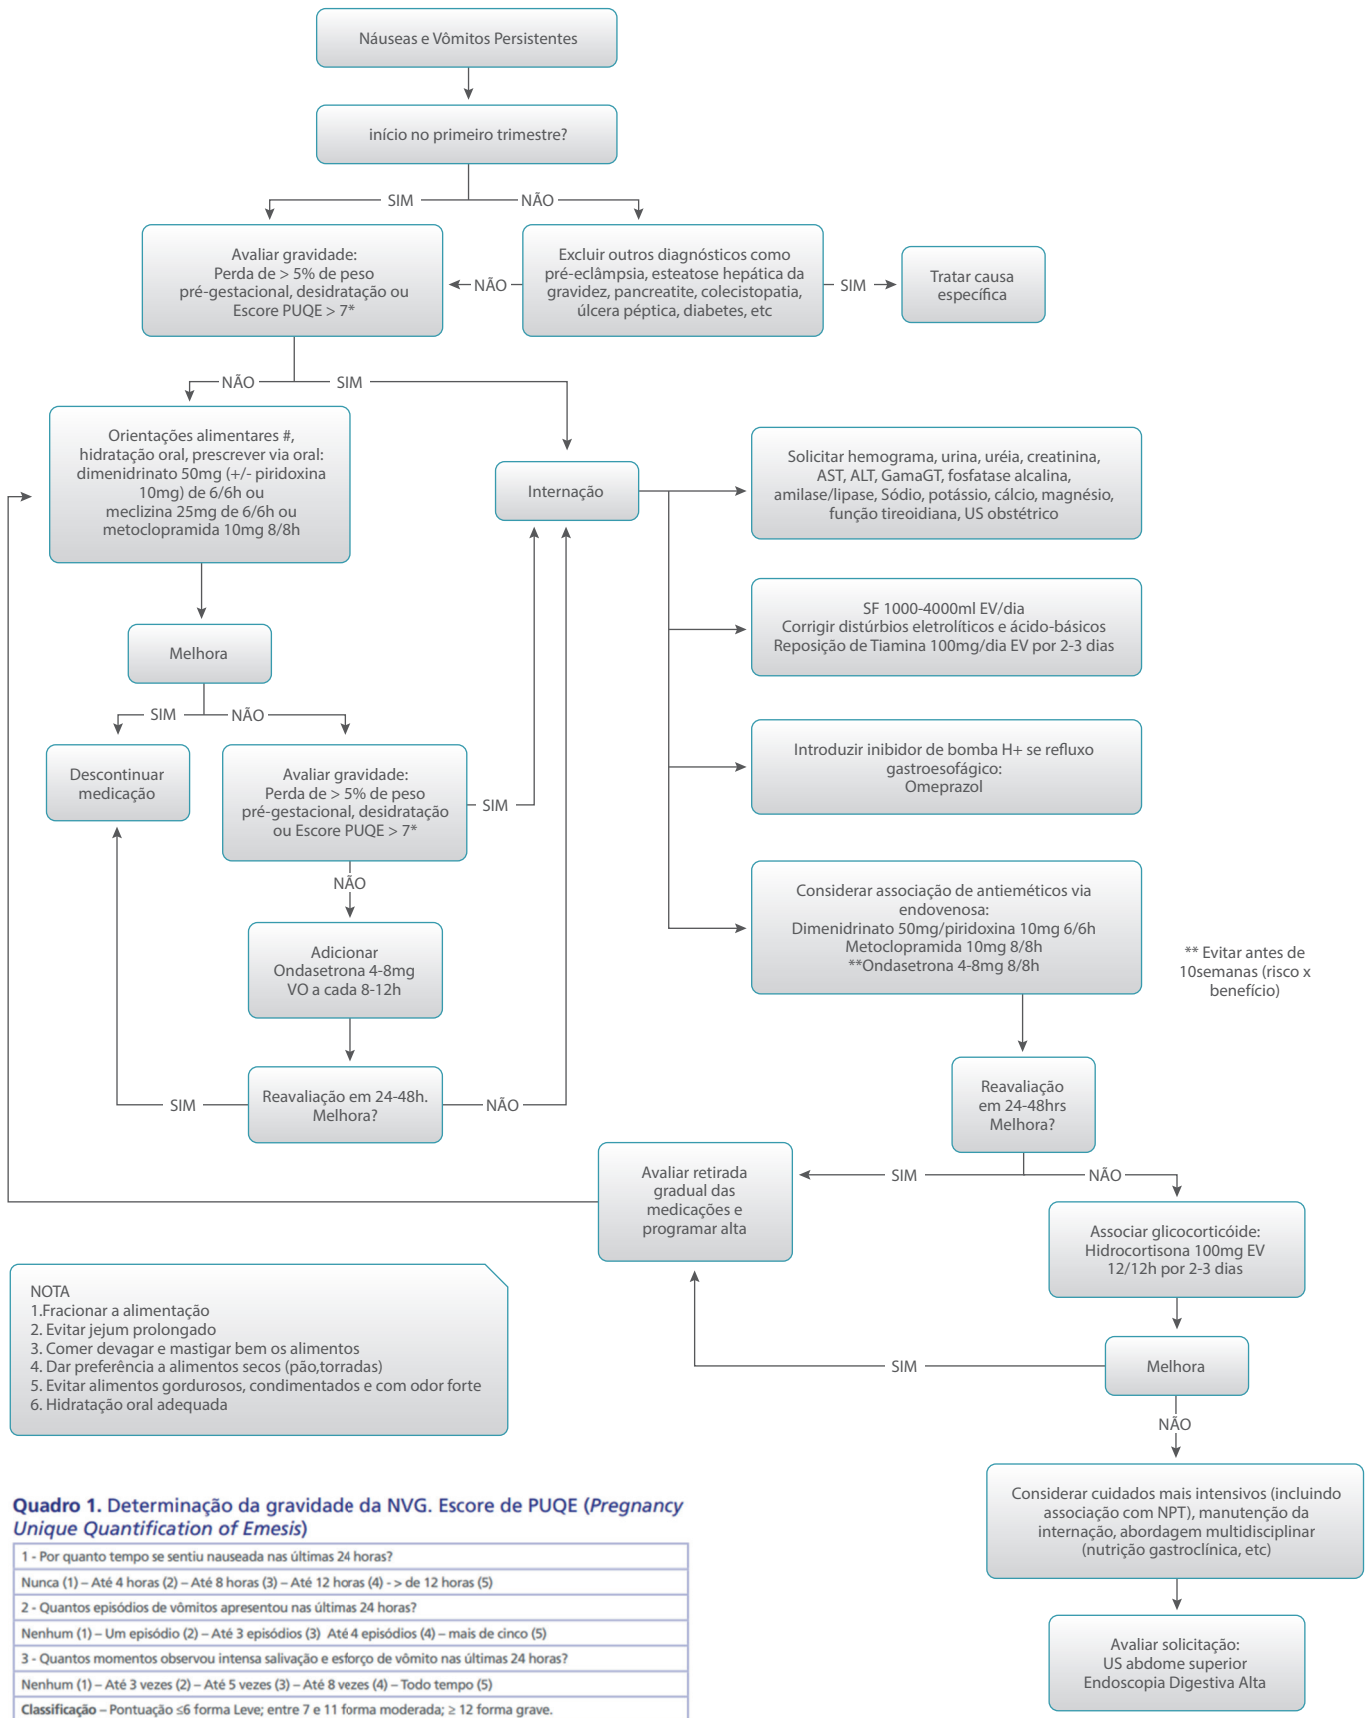 Náuseas e Vômitos Persistentes
início no primeiro trimestre?
SIM
NÃO
Avaliar gravidade:
Perda de > 5% de peso
pré-gestacional, desidratação ou
Escore PUQE > 7*
NÃO
Excluir outros diagnósticos como
pré-eclâmpsia, esteatose hepática da
gravidez, pancreatite, colecistopatia,
úlcera péptica, diabetes, etc
SIM
Tratar causa
específica
NÃO
SIM
Orientações alimentares #,
hidratação oral, prescrever via oral:
dimenidrinato 50mg (+/- piridoxina
10mg) de 6/6h ou
meclizina 25mg de 6/6h ou
metoclopramida 10mg 8/8h
Internação
Solicitar hemograma, urina, uréia, creatinina,
AST, ALT, GamaGT, fosfatase alcalina,
amilase/lipase, Sódio, potássio, cálcio, magnésio,
função tireoidiana, US obstétrico
SF 1000-4000ml EV/dia
Corrigir distúrbios eletrolíticos e ácido-básicos
Reposição de Tiamina 100mg/dia EV por 2-3 dias
Melhora
SIM
NÃO
Descontinuar
medicação
Avaliar gravidade:
Perda de > 5% de peso
pré-gestacional, desidratação
ou Escore PUQE > 7*
SIM
Introduzir inibidor de bomba H+ se refluxo
gastroesofágico:
Omeprazol
NÃO
Adicionar
Ondasetrona 4-8mg
VO a cada 8-12h
Considerar associação de antieméticos via
endovenosa:
Dimenidrinato 50mg/piridoxina 10mg 6/6h
Metoclopramida 10mg 8/8h
**Ondasetrona 4-8mg 8/8h
** Evitar antes de
10semanas (risco x
benefício)
SIM
Reavaliação em 24-48h.
Melhora?
NÃO
Reavaliação
em 24-48hrs
Melhora?
SIM
NÃO
Avaliar retirada
gradual das
medicações e
programar alta
Associar glicocorticóide:
Hidrocortisona 100mg EV
12/12h por 2-3 dias
SIM
Melhora
NÃO
Considerar cuidados mais intensivos (incluindo
associação com NPT), manutenção da
internação, abordagem multidisciplinar
(nutrição gastroclínica, etc)
Avaliar solicitação:
US abdome superior
Endoscopia Digestiva Alta
NOTA
1.Fracionar a alimentação
2. Evitar jejum prolongado
3. Comer devagar e mastigar bem os alimentos
4. Dar preferência a alimentos secos (pão,torradas)
5. Evitar alimentos gordurosos, condimentados e com odor forte
6. Hidratação oral adequada
Quadro 1. Determinação da gravidade da NVG. Escore de PUQE (Pregnancy
Unique Quantification of Emesis)
1 - Por quanto tempo se sentiu nauseada nas últimas 24 horas?
Nunca (1) – Até 4 horas (2) – Até 8 horas (3) – Até 12 horas (4) - > de 12 horas (5)
2 - Quantos episódios de vômitos apresentou nas últimas 24 horas?
Nenhum (1) – Um episódio (2) – Até 3 episódios (3) Até 4 episódios (4) – mais de cinco (5)
3 - Quantos momentos observou intensa salivação e esforço de vômito nas últimas 24 horas?
Nenhum (1) – Até 3 vezes (2) – Até 5 vezes (3) – Até 8 vezes (4) – Todo tempo (5)
Classificação – Pontuação ≤6 forma Leve; entre 7 e 11 forma moderada; ≥ 12 forma grave.